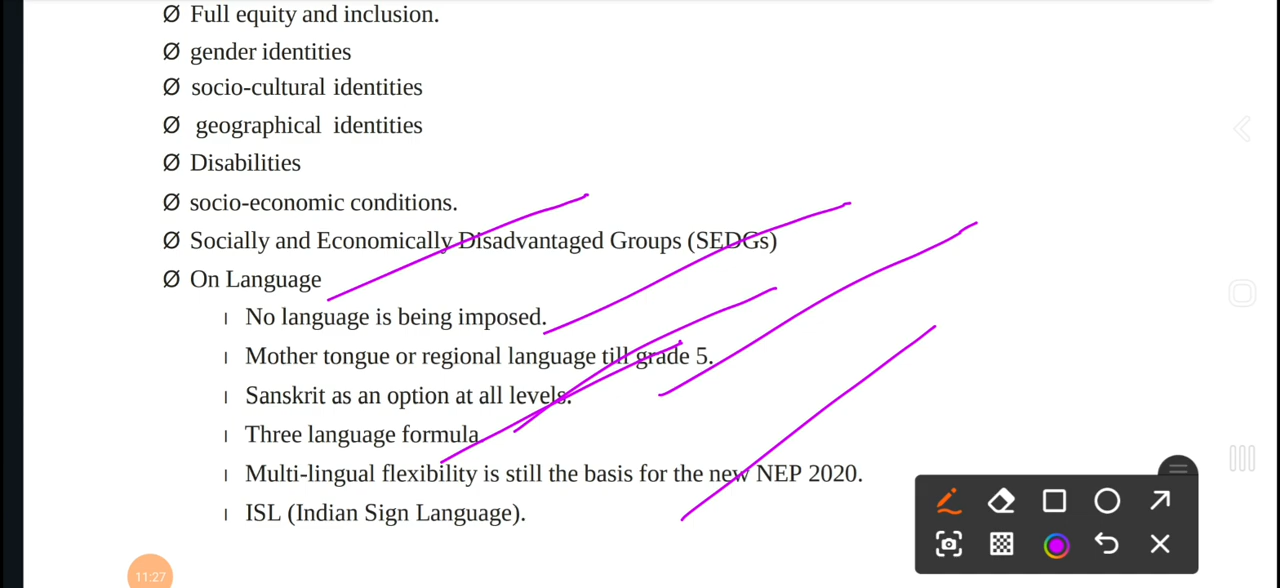 Ø Full equity and inclusion.
Ø gender identities
Ø socio-cultural identities
Ø geographical identities
Ø Disabilities
Ø socio-economic conditions.
Ø Socially and Economically Disadvantaged Groups (SEDGs)
Ø On Language
l No language is being imposed.
l Mother tongue or regional language till grade 5.
l Sanskrit as an option at all levels.
l Three language formula
l Multi-lingual flexibility is still the basis for the new NEP 2020.
l ISL (Indian Sign Language).
11:27